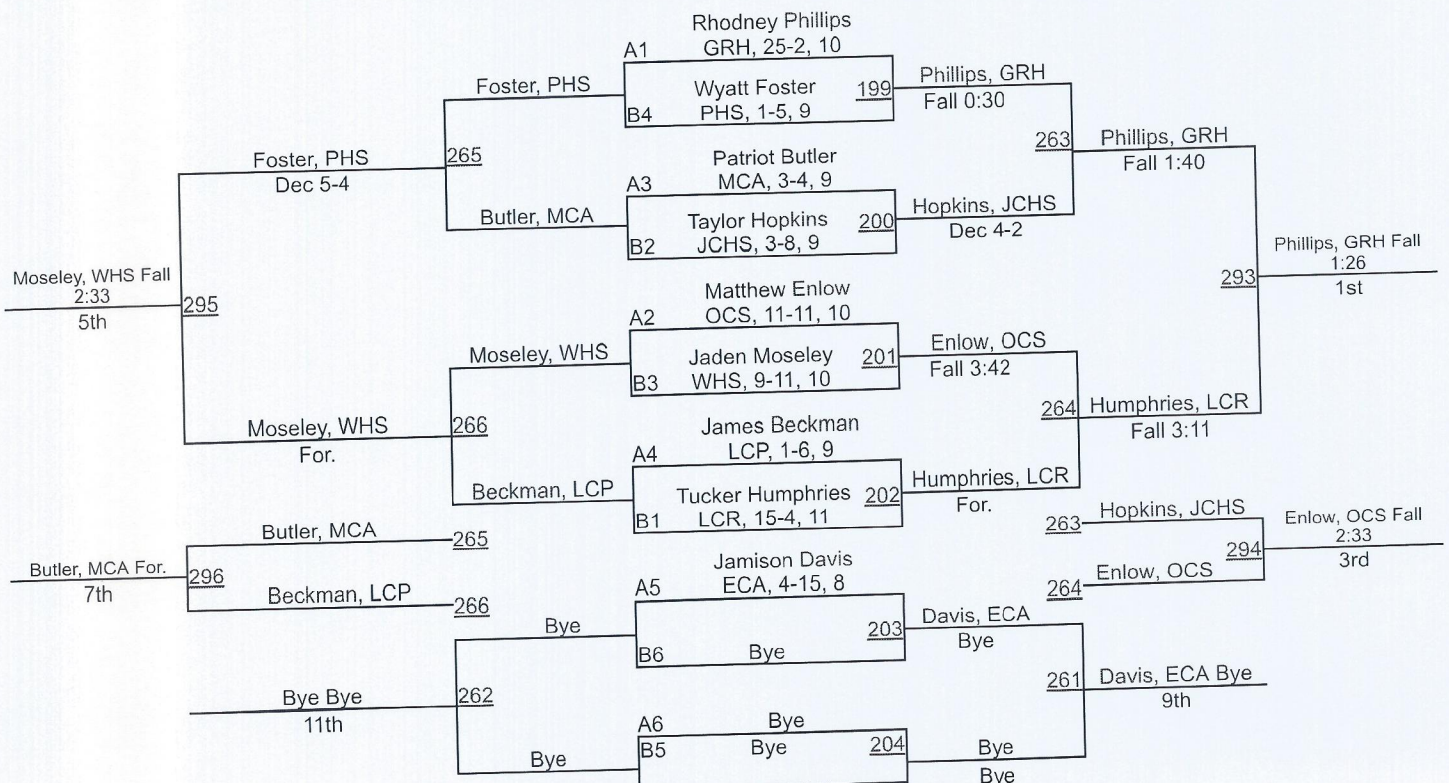 Rhodney Phillips
A1 GRH, 25-2, 10
Foster, PHS
Wyatt Foster 199
B4 PHS, 1-5, 9
Phillips, GRH
Fall 0:30
Foster, PHS
Dec 5-4
265
263
Phillips, GRH
Fall 1:40
Patriot Butler
A3 MCA, 3-4, 9
Butler, MCA
Taylor Hopkins 200
B2 JCHS, 3-8, 9
Hopkins, JCHS
Dec 4-2
Moseley, WHS Fall
2:33
5th
295
293
Phillips, GRH Fall
1:26
1st
Matthew Enlow
A2 OCS, 11-11, 10
Moseley, WHS
Jaden Moseley 201
B3 WHS, 9-11, 10
Enlow, OCS
Fall 3:42
Moseley, WHS
For.
266
264
Humphries, LCR
Fall 3:11
James Beckman
A4 LCP, 1-6, 9
Beckman, LCP
Tucker Humphries 202
B1 LCR, 15-4, 11
Humphries, LCR
For.
Butler, MCA 265
Butler, MCA For.
7th
296
Beckman, LCP 266
263 Hopkins, JCHS
294
Enlow, OCS Fall
2:33
3rd
264 Enlow, OCS
Jamison Davis
A5 ECA, 4-15, 8
Bye
203
B6 Bye
Davis, ECA
Bye
Bye Bye
11th
262
261
Davis, ECA Bye
9th
A6 Bye
Bye
B5 Bye 204
Bye
Bye